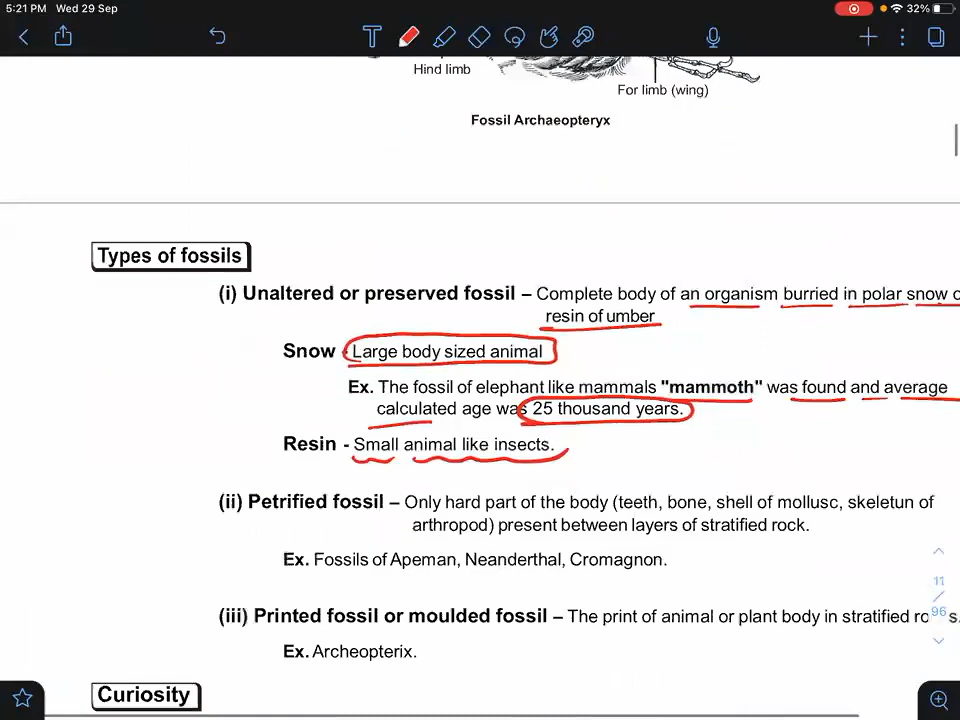 5:21 PM Wed 29 Sep
32%
T
Hind limb
For limb (wing)
Fossil Archaeopteryx
Types of fossils
(i) Unaltered or preserved fossil – Complete body of an organism burried in polar snow o
resin of umber
Snow - Large body sized animal
Ex. The fossil of elephant like mammals "mammoth" was found and average
calculated age was 25 thousand years.
Resin - Small animal like insects.
(ii) Petrified fossil – Only hard part of the body (teeth, bone, shell of mollusc, skeletun of
arthropod) present between layers of stratified rock.
Ex. Fossils of Apeman, Neanderthal, Cromagnon.
11
/
96
(iii) Printed fossil or moulded fossil – The print of animal or plant body in stratified ro s.
Ex. Archeopterix.
Curiosity